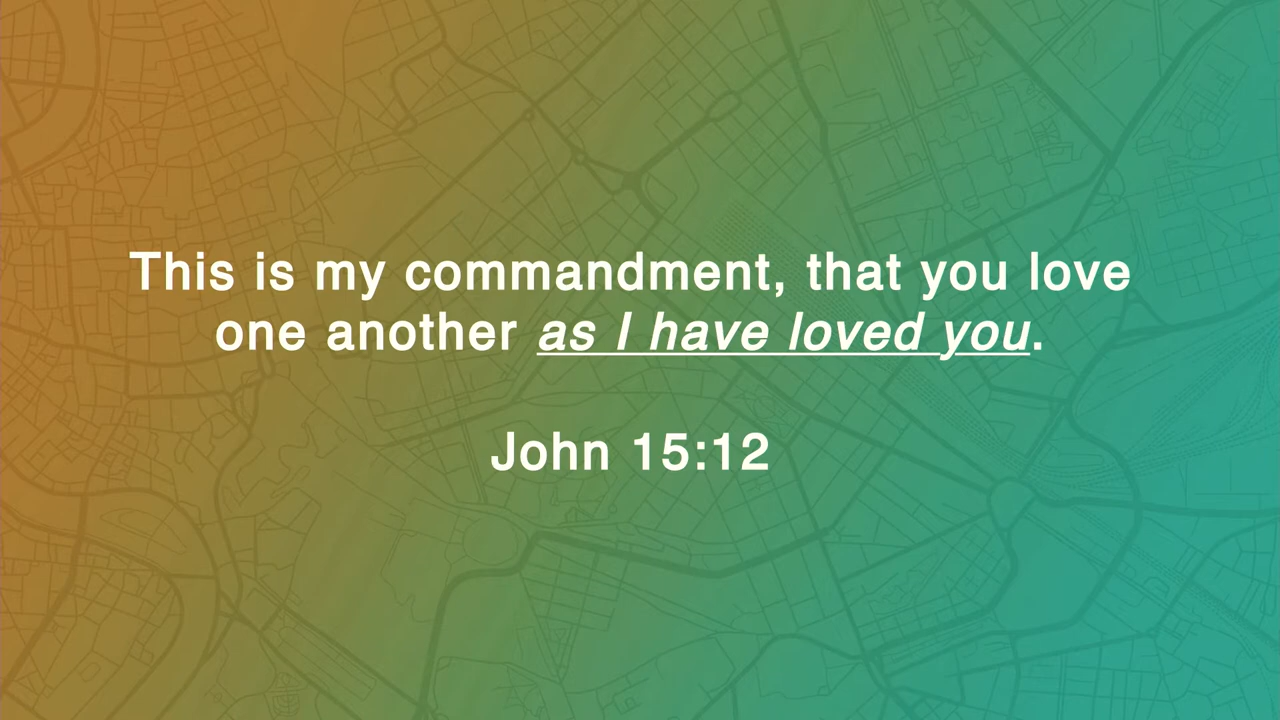 This is my commandment, that you love
one another as I have loved you.
John 15:12